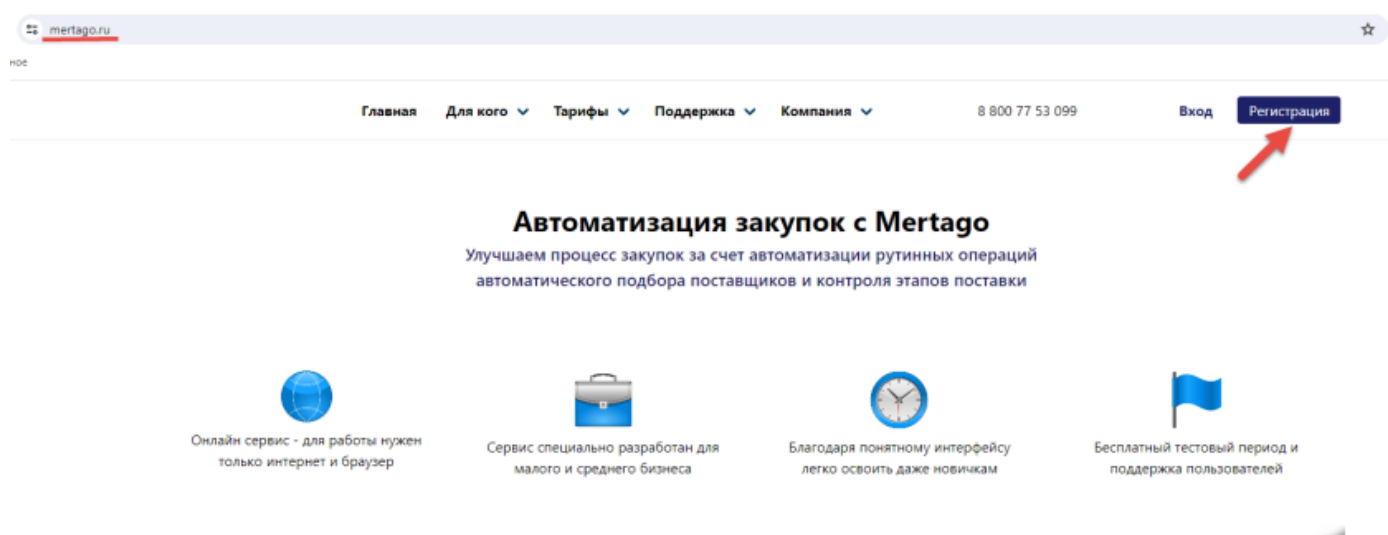 mertago.ru
ное
Главная Для кого Тарифы Поддержка Компания 8 800 77 53 099 Вход Регистрация
Автоматизация закупок с Mertago
Улучшаем процесс закупок за счет автоматизации рутинных операций
автоматического подбора поставщиков и контроля этапов поставки
Онлайн сервис - для работы нужен
только интернет и браузер
Сервис специально разработан для
малого и среднего бизнеса
Благодаря понятному интерфейсу
легко освоить даже новичкам
Бесплатный тестовый период и
поддержка пользователей